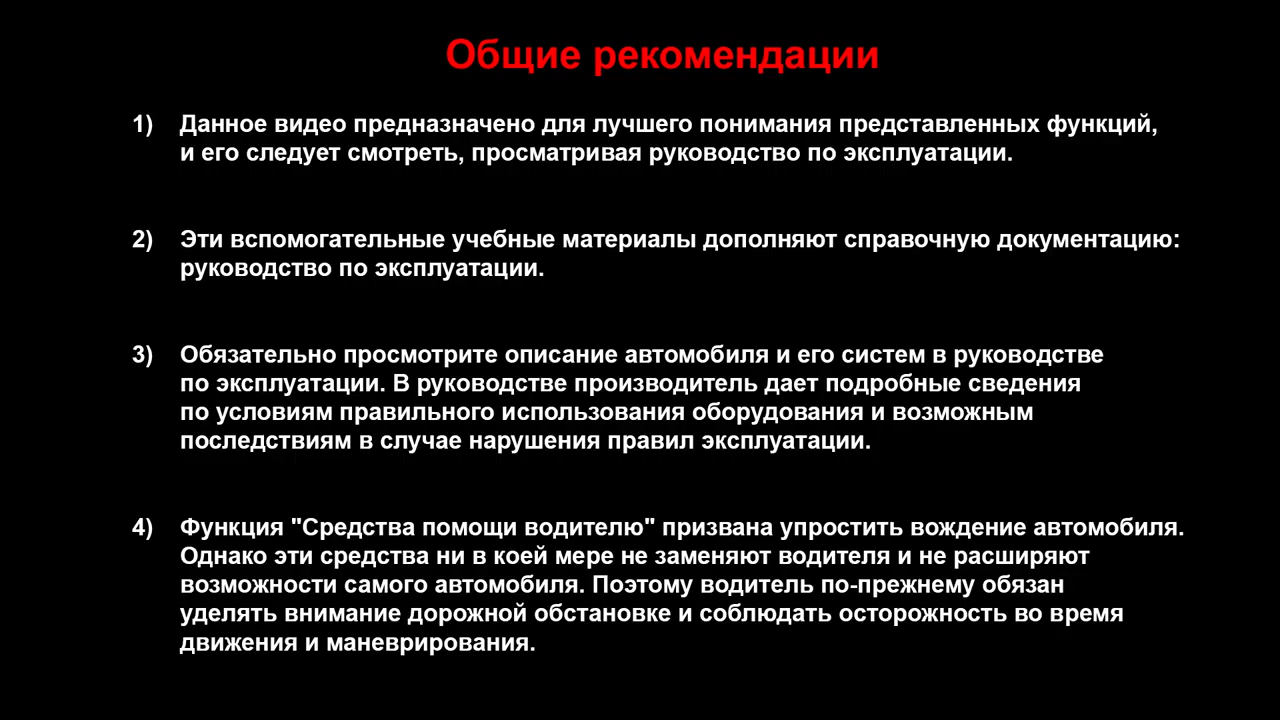 Общие рекомендации
1) Данное видео предназначено для лучшего понимания представленных функций,
и его следует смотреть, просматривая руководство по эксплуатации.
2) Эти вспомогательные учебные материалы дополняют справочную документацию:
руководство по эксплуатации.
3) Обязательно просмотрите описание автомобиля и его систем в руководстве
по эксплуатации. В руководстве производитель дает подробные сведения
по условиям правильного использования оборудования и возможным
последствиям в случае нарушения правил эксплуатации.
4) Функция "Средства помощи водителю" призвана упростить вождение автомобиля.
Однако эти средства ни в коей мере не заменяют водителя и не расширяют
возможности самого автомобиля. Поэтому водитель по-прежнему обязан
уделять внимание дорожной обстановке и соблюдать осторожность во время
движения и маневрирования.